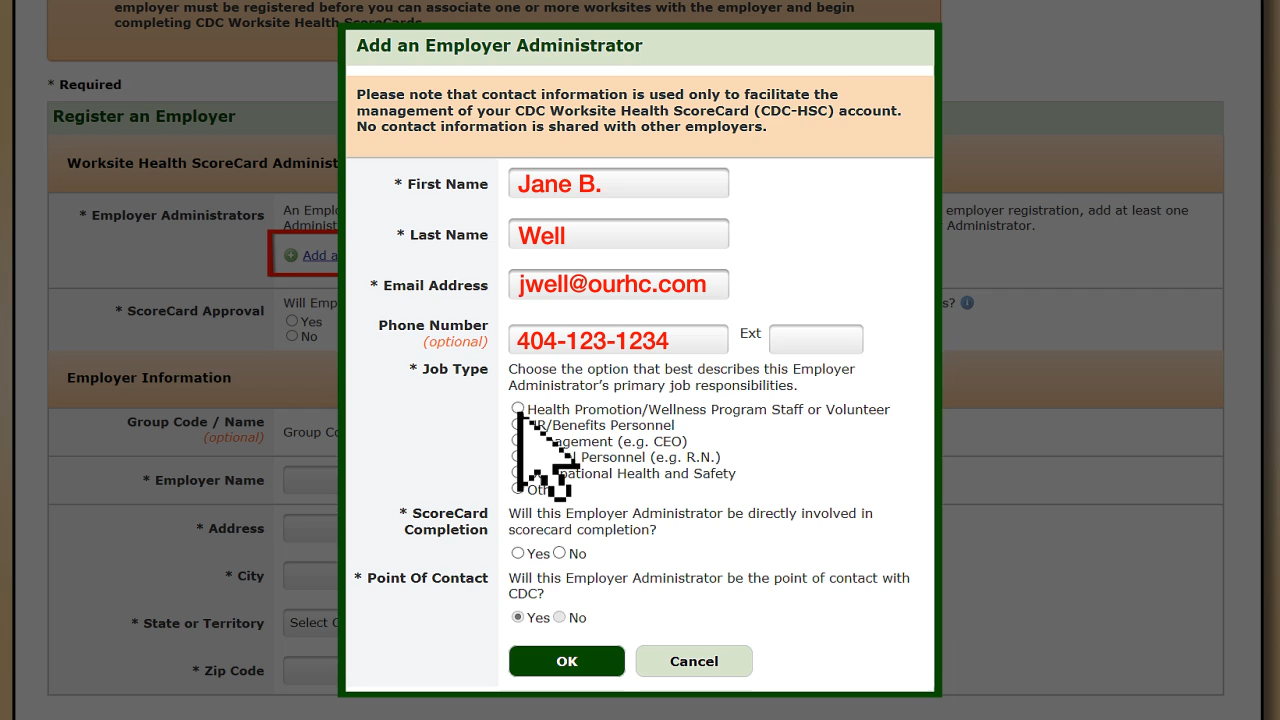 employer must be registered before you can associate one or more worksites with the employer and begin
completing CDC Worksite Health ScoreCards.
* Required
Register an Employer
Worksite Health ScoreCard Administ
* Employer Administrators
An Emplo
Administ
employer registration, add at least one
Administrator.
Add a
* ScoreCard Approval
Will Emp
s?
Yes
No
Employer Information
Group Code / Name
(optional)
Group Co
* Employer Name
* Address
* City
* State or Territory
Select
* Zip Code
Add an Employer Administrator
Please note that contact information is used only to facilitate the
management of your CDC Worksite Health ScoreCard (CDC-HSC) account.
No contact information is shared with other employers.
* First Name
Jane B.
* Last Name
Well
* Email Address
jwell@ourhc.com
Phone Number
(optional)
404-123-1234
Ext
* Job Type
Choose the option that best describes this Employer
Administrator's primary job responsibilities.
Health Promotion/Wellness Program Staff or Volunteer
R/Benefits Personnel
agement (e.g. CEO)
l Personnel (e.g. R.N.)
pational Health and Safety
Oth
* ScoreCard
Completion
Will this Employer Administrator be directly involved in
scorecard completion?
Yes No
* Point Of Contact
Will this Employer Administrator be the point of contact with
CDC?
Yes No
OK
Cancel